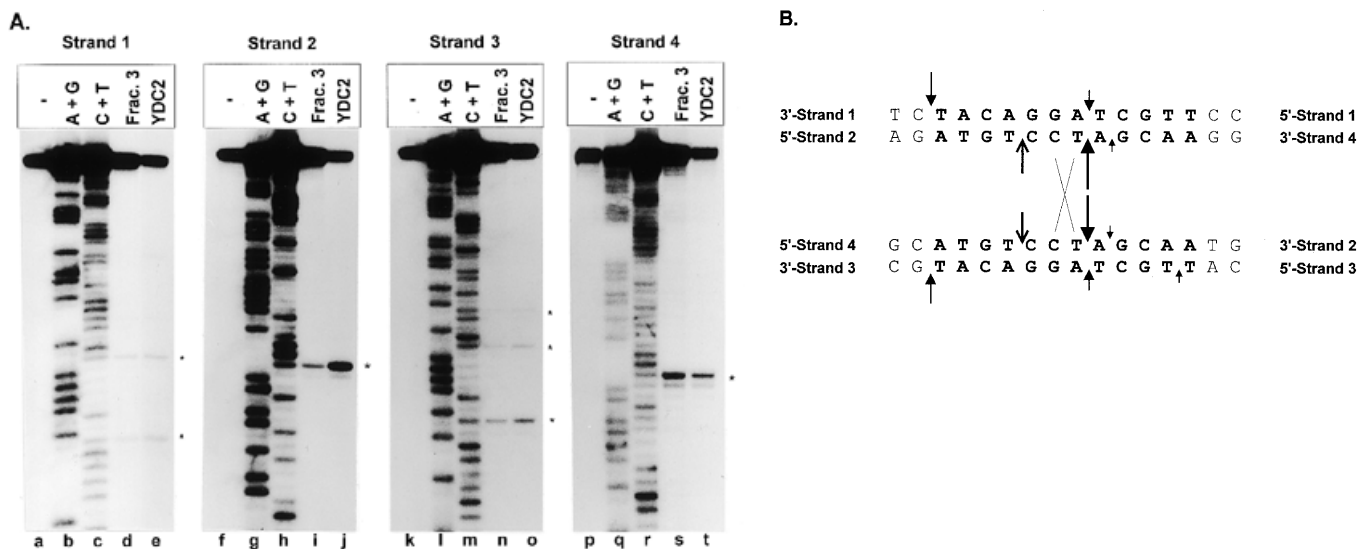 A.
Strand 1 Strand 2 Strand 3 Strand 4
- A + G C + T Frac. 3 YDC2
- A + G C + T Frac. 3 YDC2
- A + G C + T Frac. 3 YDC2
- A + G C + T Frac. 3 YDC2
*
*
*
*
*
*
*
a b c d e f g h i j k l m n o p q r s t
B.
3'-Strand 1 T C T A C A G G A T C G T T C C 5'-Strand 1
5'-Strand 2 A G A T G T C C T A G C A A G G 3'-Strand 4
5'-Strand 4 G C A T G T C C T A G C A A T G 3'-Strand 2
3'-Strand 3 C G T A C A G G A T C G T T A C 5'-Strand 3